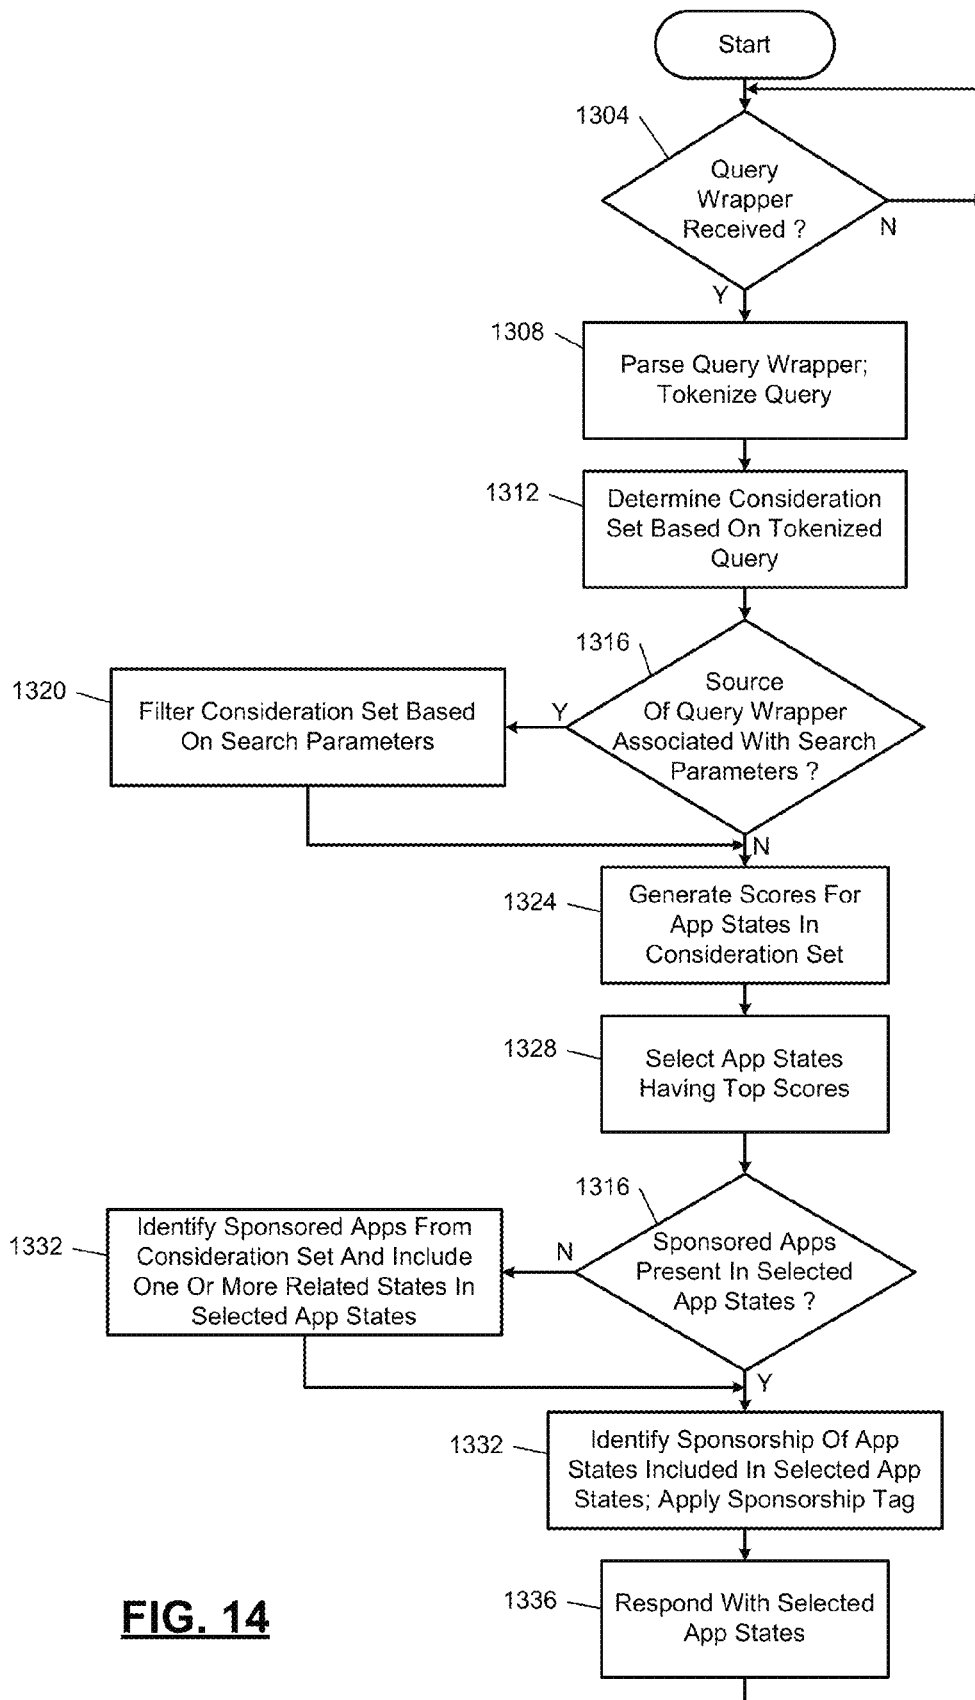 Start
1304
Query
Wrapper
Received ?
N
Y
1308
Parse Query Wrapper;
Tokenize Query
1312
Determine Consideration
Set Based On Tokenized
Query
1316
Source
Of Query Wrapper
Associated With Search
Parameters ?
Y
1320
Filter Consideration Set Based
On Search Parameters
N
1324
Generate Scores For
App States In
Consideration Set
1328
Select App States
Having Top Scores
1316
Sponsored Apps
Present In Selected
App States ?
N
1332
Identify Sponsored Apps From
Consideration Set And Include
One Or More Related States In
Selected App States
Y
1332
Identify Sponsorship Of App
States Included In Selected App
States; Apply Sponsorship Tag
1336
Respond With Selected
App States
FIG. 14